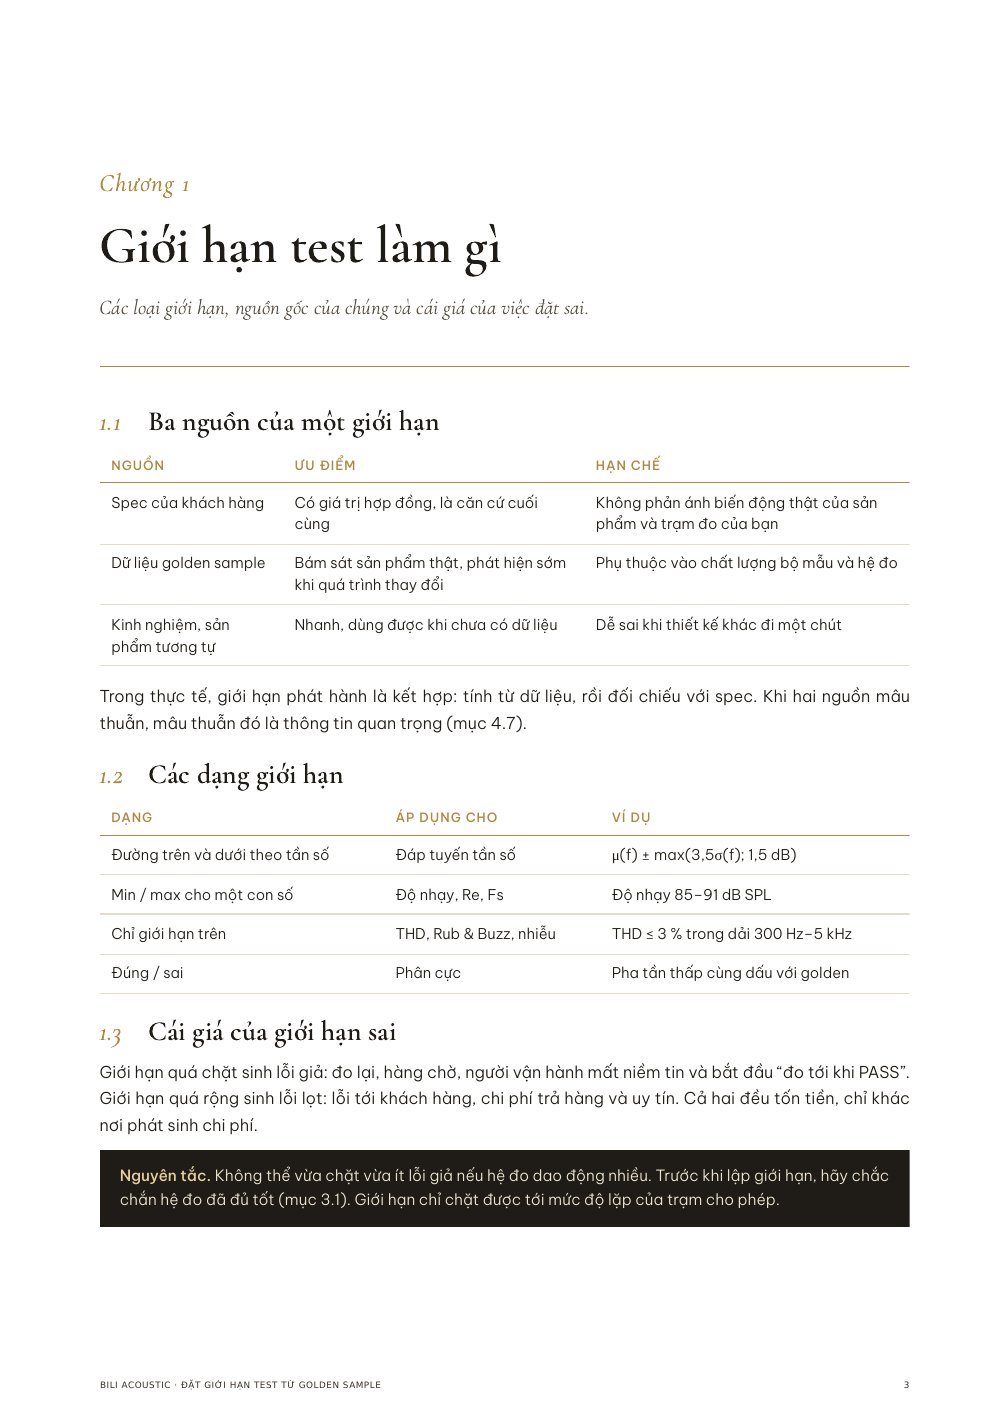 Chương 1
Giới hạn test làm gì
Các loại giới hạn, nguồn gốc của chúng và cái giá của việc đặt sai.
1.1 Ba nguồn của một giới hạn
NGUỒN ƯU ĐIỂM HẠN CHẾ
Spec của khách hàng Có giá trị hợp đồng, là căn cứ cuối Không phản ánh biến động thật của sản
cùng phẩm và trạm đo của bạn
Dữ liệu golden sample Bám sát sản phẩm thật, phát hiện sớm Phụ thuộc vào chất lượng bộ mẫu và hệ đo
khi quá trình thay đổi
Kinh nghiệm, sản Nhanh, dùng được khi chưa có dữ liệu Dễ sai khi thiết kế khác đi một chút
phẩm tương tự
Trong thực tế, giới hạn phát hành là kết hợp: tính từ dữ liệu, rồi đối chiếu với spec. Khi hai nguồn mâu
thuẫn, mâu thuẫn đó là thông tin quan trọng (mục 4.7).
1.2 Các dạng giới hạn
DẠNG ÁP DỤNG CHO VÍ DỤ
Đường trên và dưới theo tần số Đáp tuyến tần số μ(f) ± max(3,5σ(f); 1,5 dB)
Min / max cho một con số Độ nhạy, Re, Fs Độ nhạy 85–91 dB SPL
Chỉ giới hạn trên THD, Rub & Buzz, nhiễu THD ≤ 3 % trong dải 300 Hz–5 kHz
Đúng / sai Phân cực Pha tần thấp cùng dấu với golden
1.3 Cái giá của giới hạn sai
Giới hạn quá chặt sinh lỗi giả: đo lại, hàng chờ, người vận hành mất niềm tin và bắt đầu “đo tới khi PASS”.
Giới hạn quá rộng sinh lỗi lọt: lỗi tới khách hàng, chi phí trả hàng và uy tín. Cả hai đều tốn tiền, chỉ khác
nơi phát sinh chi phí.
Nguyên tắc. Không thể vừa chặt vừa ít lỗi giả nếu hệ đo dao động nhiều. Trước khi lập giới hạn, hãy chắc
chắn hệ đo đã đủ tốt (mục 3.1). Giới hạn chỉ chặt được tới mức độ lặp của trạm cho phép.
BILI ACOUSTIC · ĐẶT GIỚI HẠN TEST TỪ GOLDEN SAMPLE 3